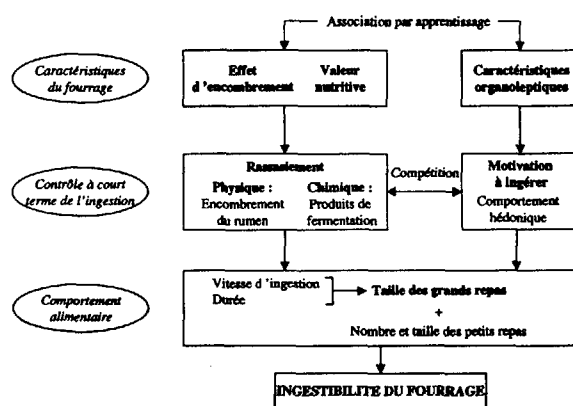 Association par apprentissage
Caractéristiques
du fourrage
Effet
d'encombrement
Valeur
nutritive
Caractéristiques
organoleptiques
Contrôle à court
terme de l'ingestion
Rassasiement
Physique :
Encombrement
du rumen
Chimique :
Produits de
fermentation
Compétition
Motivation
à ingérer
Comportement
hédonique
Comportement
alimentaire
Vitesse d'ingestion
Durée
Taille des grands repas
+
Nombre et taille des petits repas
INGESTIBILITE DU FOURRAGE